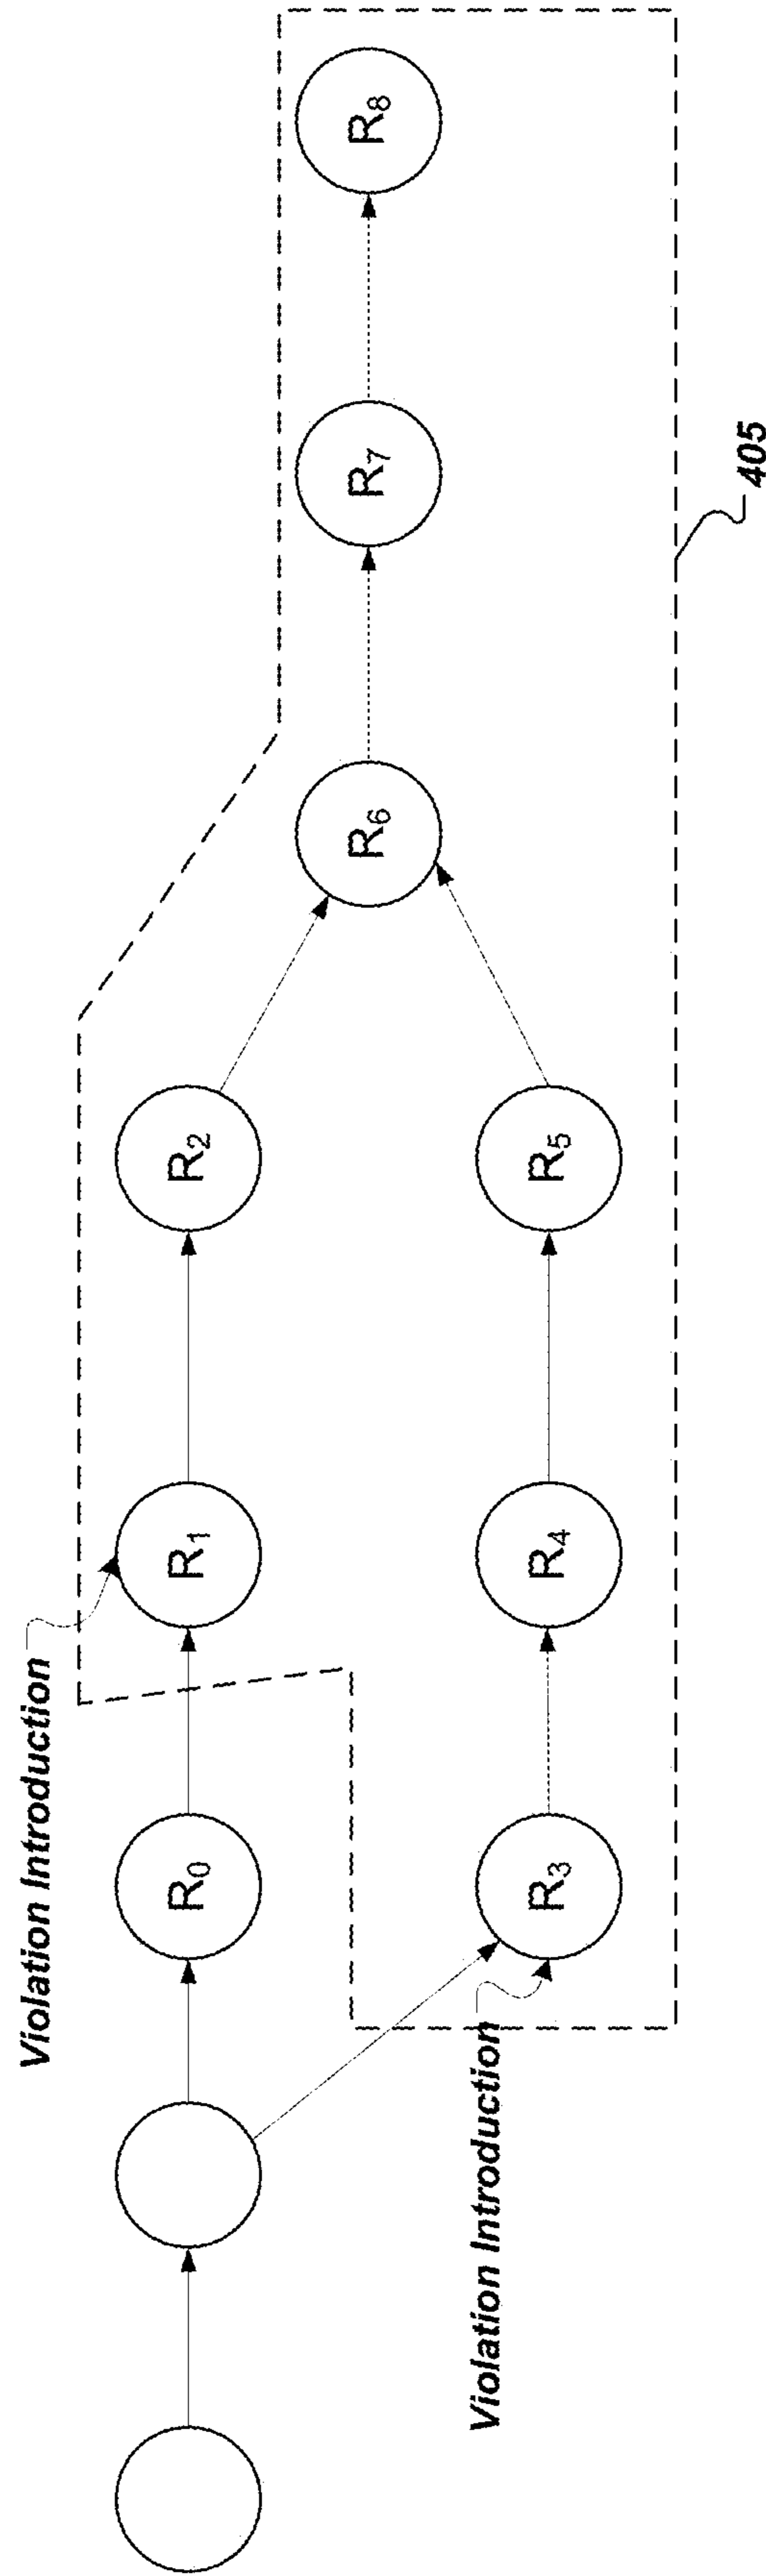 Violation Introduction
R0
R1
R2
R6
R7
R8
Violation Introduction
R3
R4
R5
405